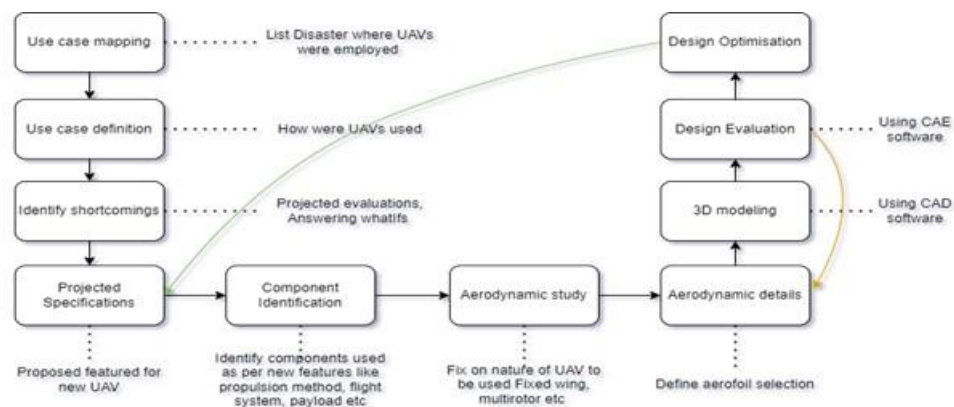 Use case mapping
List Disaster where UAVs
were employed
Design Optimisation
Use case definition
How were UAVs used
Design Evaluation
Using CAE
software
Identify shortcomings
Projected evaluations,
Answering whatIfs
3D modeling
Using CAD
software
Projected
Specifications
Component
Identification
Aerodynamic study
Aerodynamic details
Proposed featured for
new UAV
Identify components used
as per new features like
propulsion method, flight
system, payload etc
Fix on nature of UAV to
be used Fixed wing,
multirotor etc
Define aerofoil selection